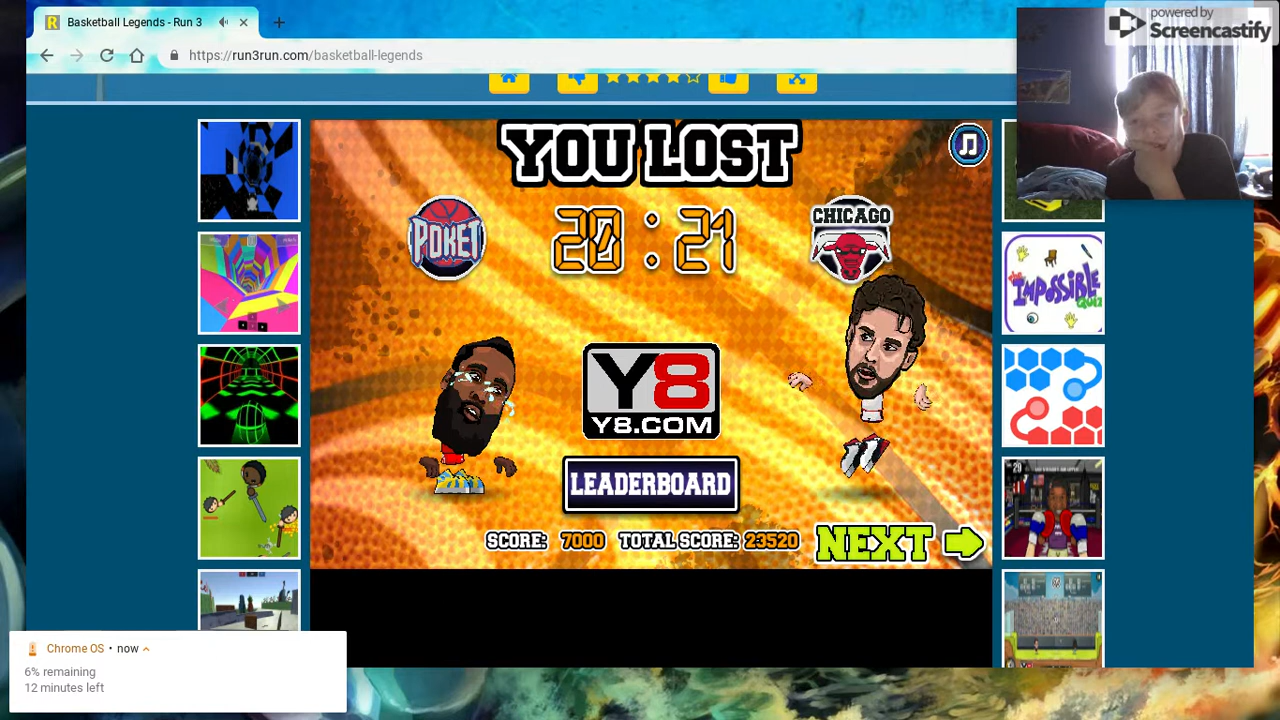 Basketball Legends - Run 3
https://run3run.com/basketball-legends
powered by
Screencastify
YOU LOST
POKET
20 : 21
CHICAGO
the
IMPOSSIBLE
QUIZ
Y8
Y8.COM
LEADERBOARD
SCORE: 7000 TOTAL SCORE: 23520
NEXT
Chrome OS • now
6% remaining
12 minutes left